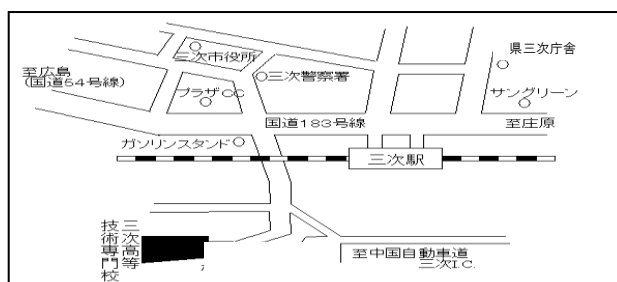 三次市役所
県三次庁舎
至広島
(国道54号線)
三次警察署
プラザCC
サングリーン
国道183号線
至庄原
ガソリンスタンド
三次駅
三次高等
技術専門校
至中国自動車道
三次I.C.